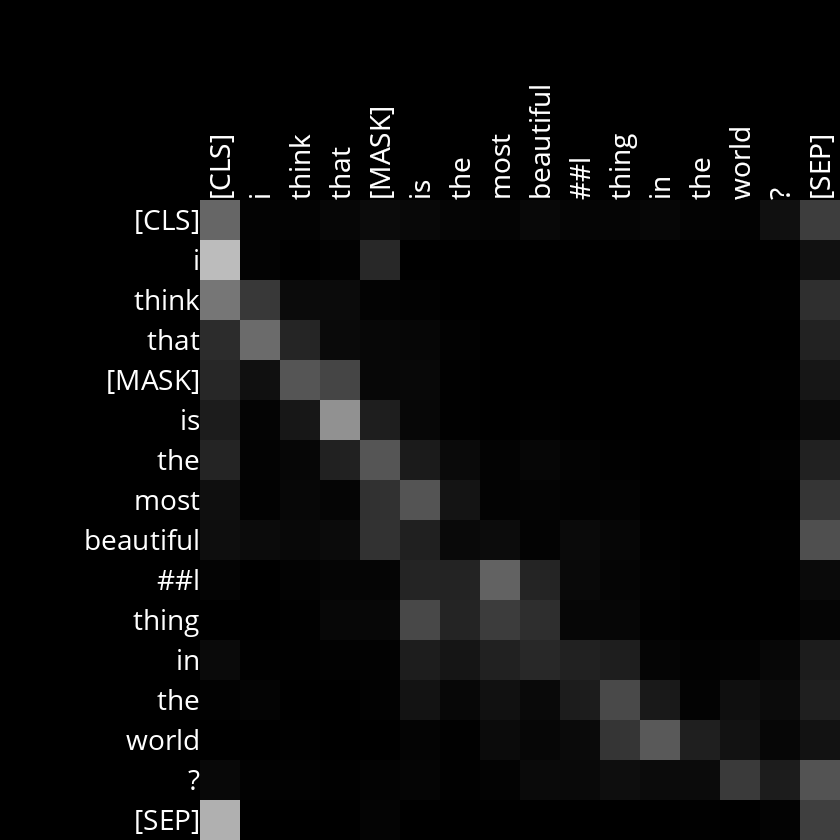 [CLS] i think that [MASK] is the most beautiful ##l thing in the world ? [SEP]
[CLS]
i
think
that
[MASK]
is
the
most
beautiful
##l
thing
in
the
world
?
[SEP]